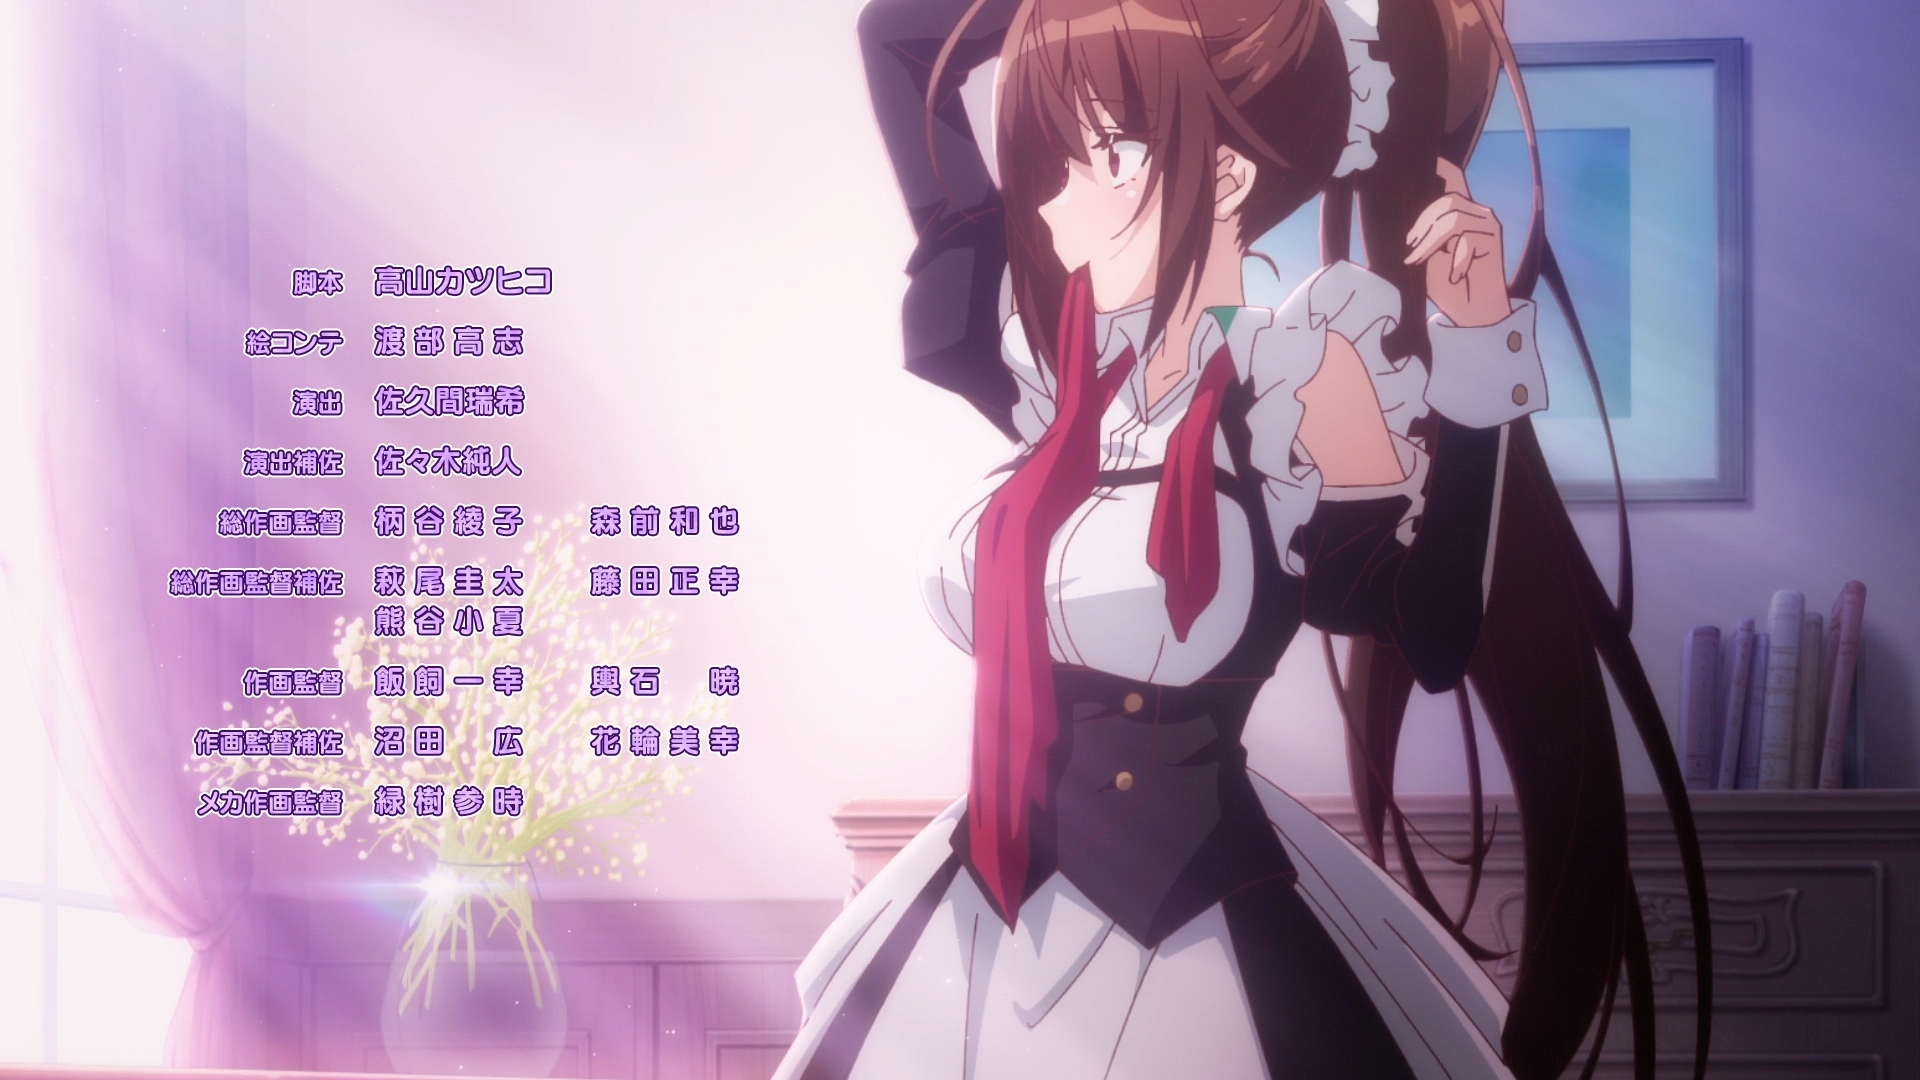 脚本 高山カツヒコ
絵コンテ 渡部高志
演出 佐久間瑞希
演出補佐 佐々木純人
総作画監督 柄谷綾子 森前和也
総作画監督補佐 萩尾圭太 藤田正幸
熊谷小夏
作画監督 飯飼一幸 輿石 暁
作画監督補佐 沼田 広 花輪美幸
メカ作画監督 緑樹参時